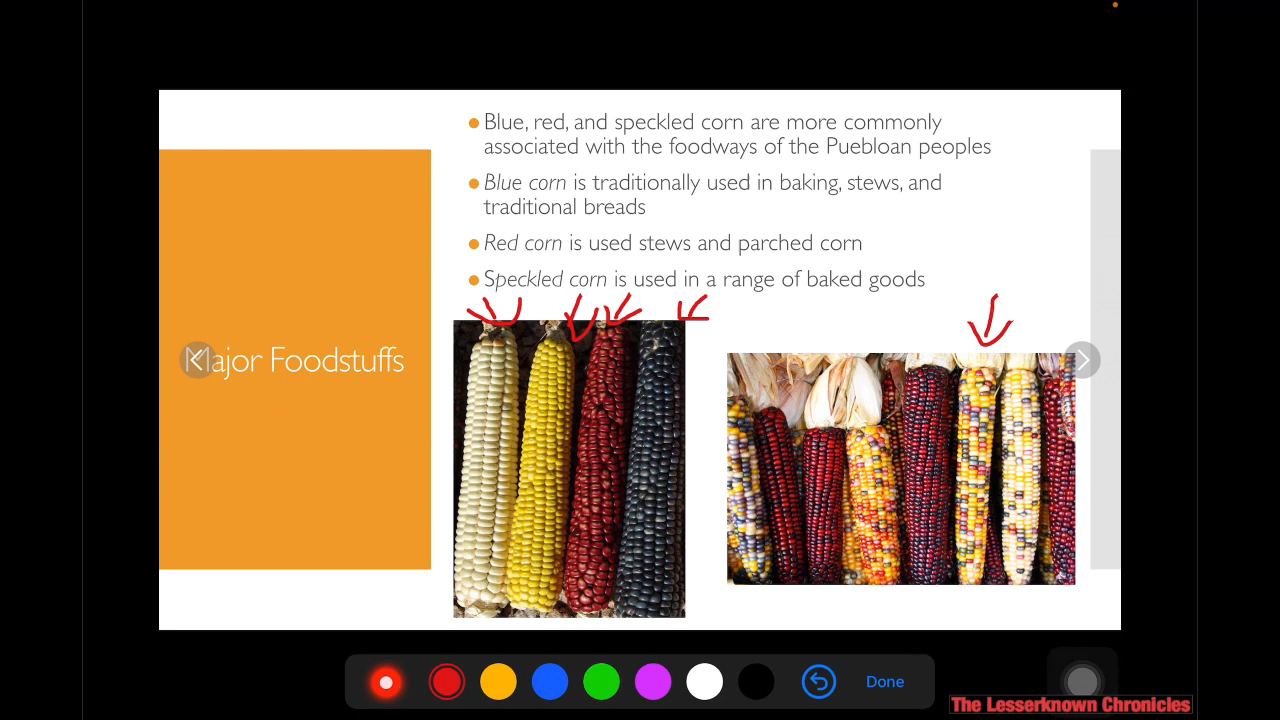 Blue, red, and speckled corn are more commonly
associated with the foodways of the Puebloan peoples
Blue corn is traditionally used in baking, stews, and
traditional breads
Red corn is used stews and parched corn
Speckled corn is used in a range of baked goods
Major Foodstuffs
Done
The Lesserknown Chronicles